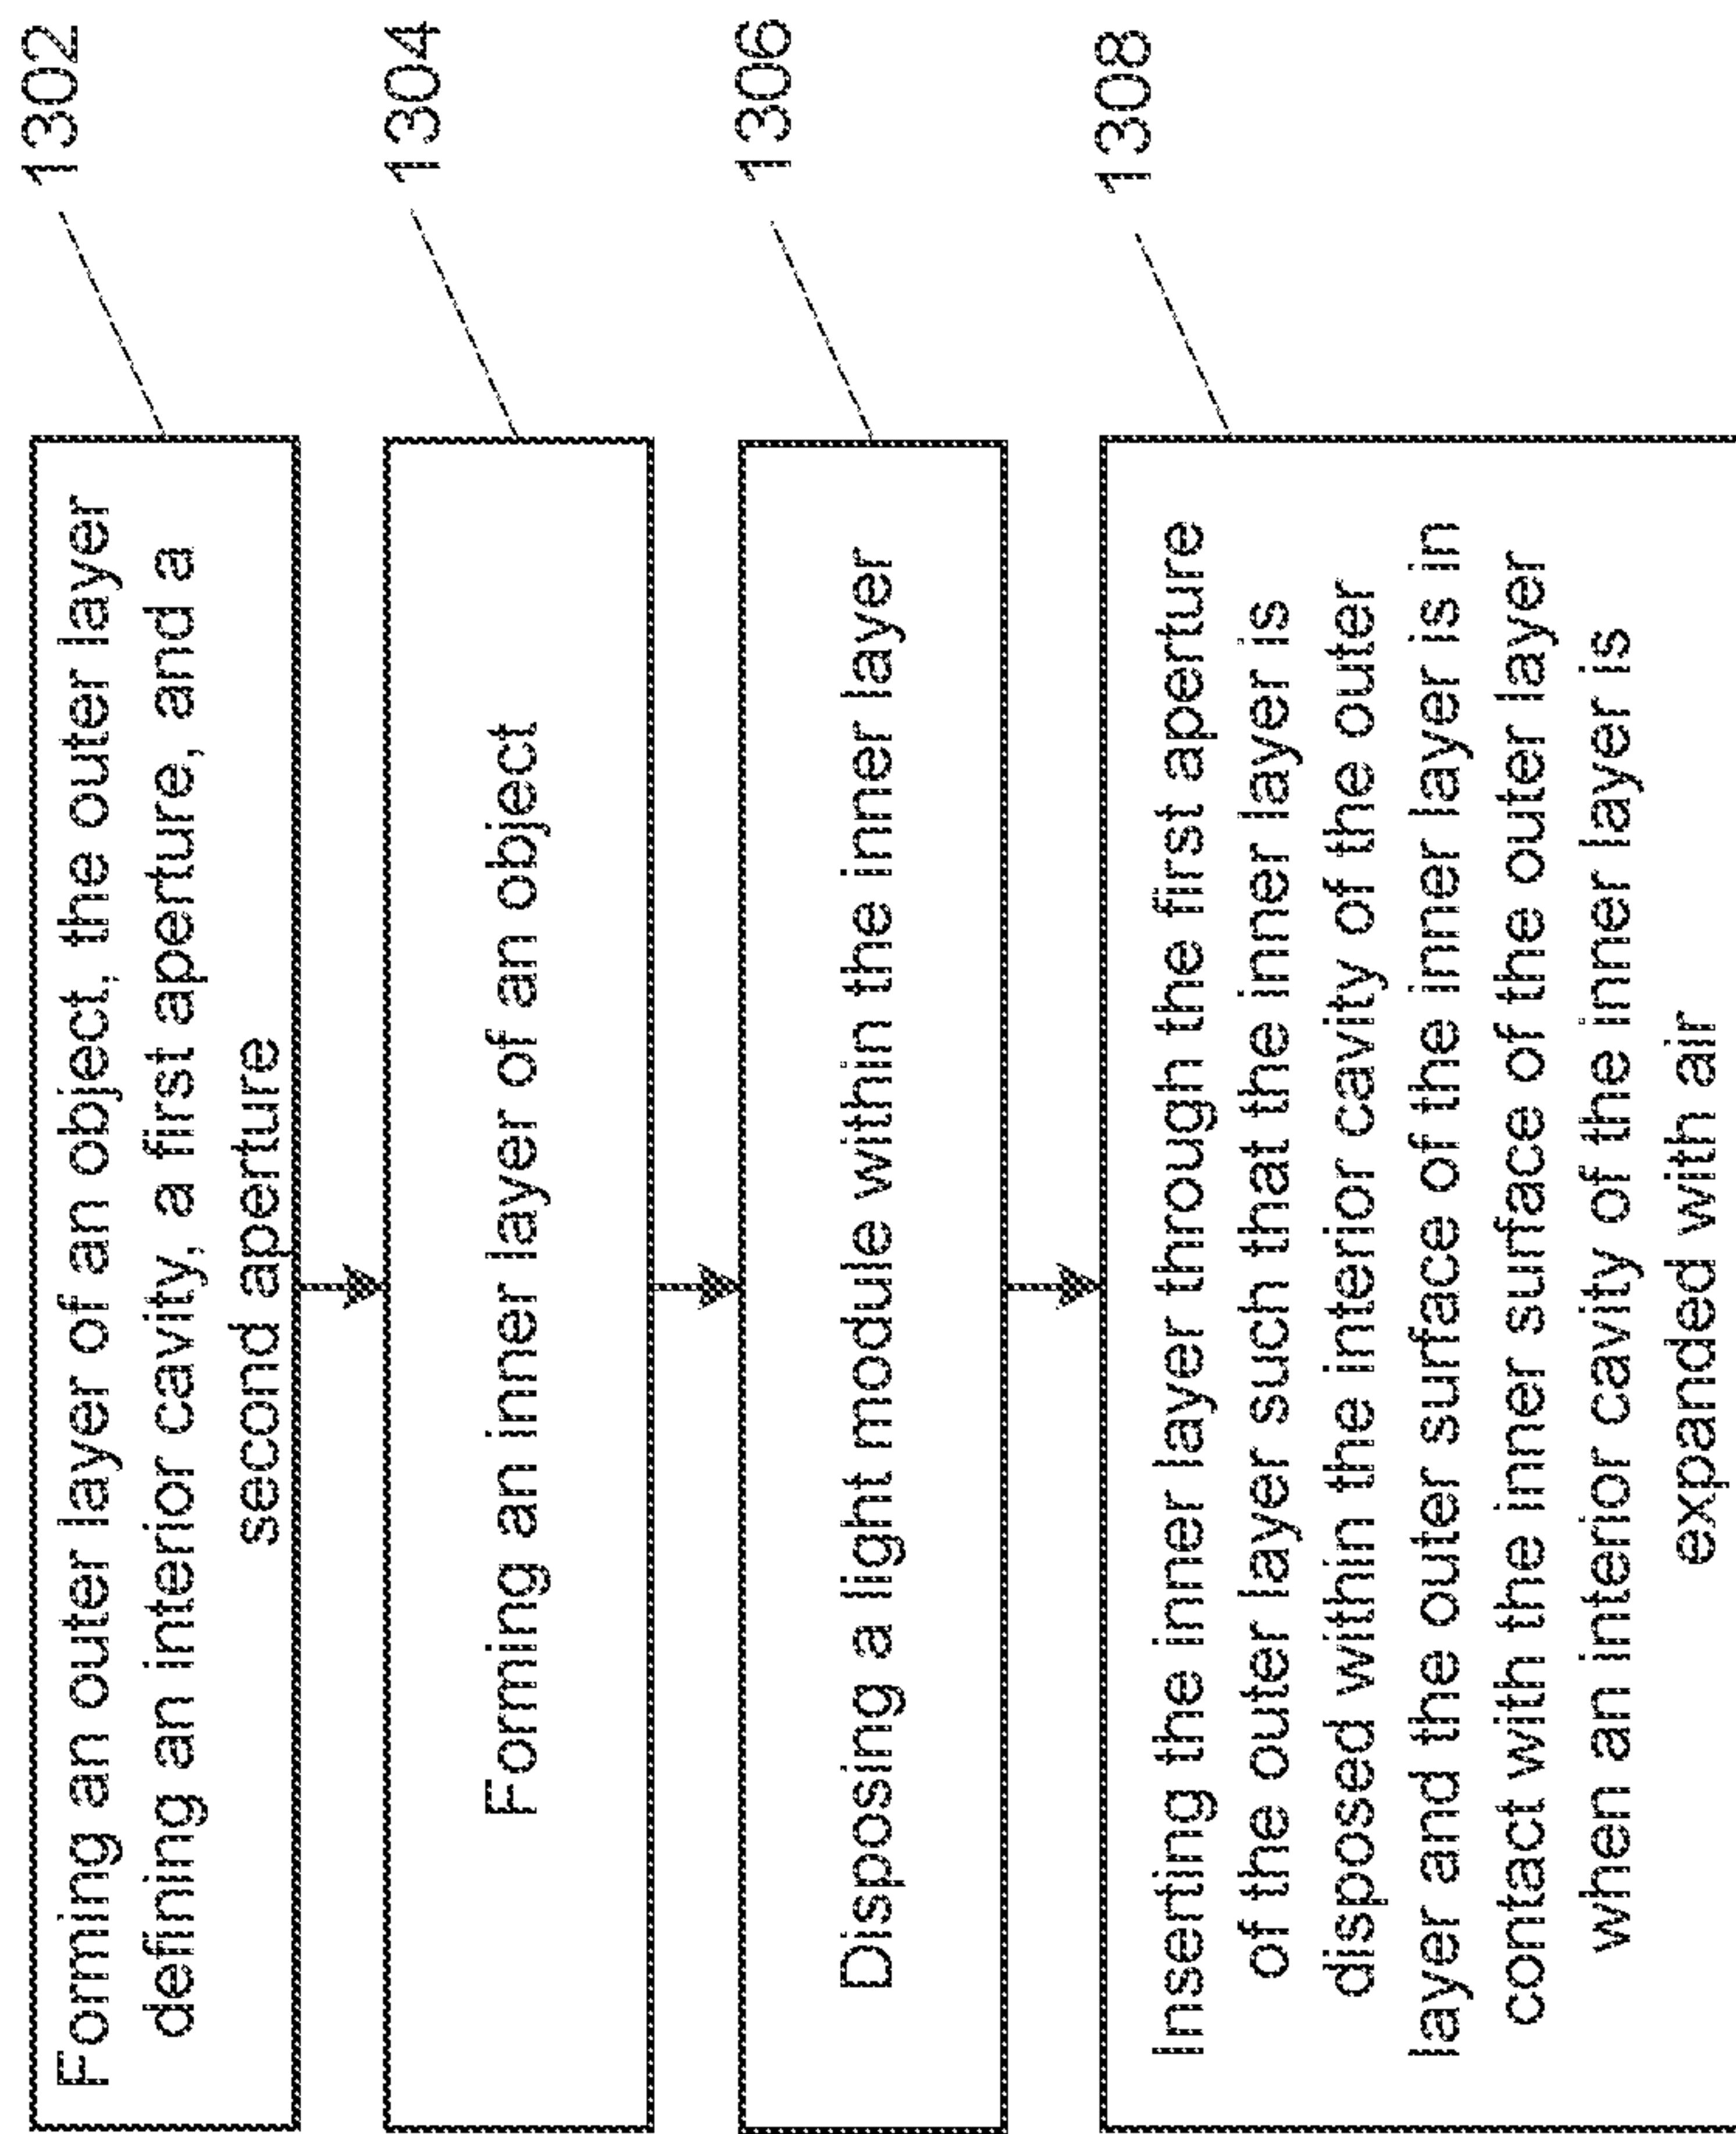 1302
Forming an outer layer of an object, the outer layer
defining an interior cavity, a first aperture, and a
second aperture
1304
Forming an inner layer of an object
1306
Disposing a light module within the inner layer
1308
Inserting the inner layer through the first aperture
of the outer layer such that the inner layer is
disposed within the interior cavity of the outer
layer and the outer surface of the inner layer is in
contact with the inner surface of the outer layer
when an interior cavity of the inner layer is
expanded with air